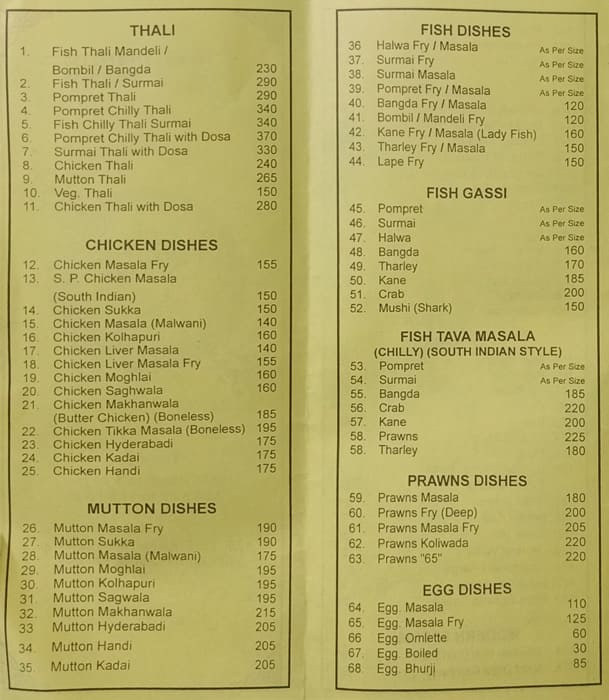 THALI
1. Fish Thali Mandeli /
Bombil / Bangda 230
2. Fish Thali / Surmai 290
3. Pompret Thali 290
4. Pompret Chilly Thali 340
5. Fish Chilly Thali Surmai 340
6. Pompret Chilly Thali with Dosa 370
7. Surmai Thali with Dosa 330
8. Chicken Thali 240
9. Mutton Thali 265
10. Veg. Thali 150
11. Chicken Thali with Dosa 280
CHICKEN DISHES
12. Chicken Masala Fry 155
13. S. P. Chicken Masala
(South Indian) 150
14. Chicken Sukka 150
15. Chicken Masala (Malwani) 140
16. Chicken Kolhapuri 160
17. Chicken Liver Masala 140
18. Chicken Liver Masala Fry 155
19. Chicken Moghlai 160
20. Chicken Saghwala 160
21. Chicken Makhanwala
(Butter Chicken) (Boneless) 185
22. Chicken Tikka Masala (Boneless) 195
23. Chicken Hyderabadi 175
24. Chicken Kadai 175
25. Chicken Handi 175
MUTTON DISHES
26. Mutton Masala Fry 190
27. Mutton Sukka 190
28. Mutton Masala (Malwani) 175
29. Mutton Moghlai 195
30. Mutton Kolhapuri 195
31. Mutton Sagwala 195
32. Mutton Makhanwala 215
33 Mutton Hyderabadi 205
34. Mutton Handi 205
35. Mutton Kadai 205
FISH DISHES
36 Halwa Fry / Masala As Per Size
37. Surmai Fry As Per Size
38. Surmai Masala As Per Size
39. Pompret Fry / Masala As Per Size
40. Bangda Fry / Masala 120
41. Bombil / Mandeli Fry 120
42. Kane Fry / Masala (Lady Fish) 160
43. Tharley Fry / Masala 150
44. Lape Fry 150
FISH GASSI
45. Pompret As Per Size
46. Surmai As Per Size
47. Halwa As Per Size
48. Bangda 160
49. Tharley 170
50. Kane 185
51. Crab 200
52. Mushi (Shark) 150
FISH TAVA MASALA
(CHILLY) (SOUTH INDIAN STYLE)
53. Pompret As Per Size
54. Surmai As Per Size
55. Bangda 185
56. Crab 220
57. Kane 200
58. Prawns 225
58. Tharley 180
PRAWNS DISHES
59. Prawns Masala 180
60. Prawns Fry (Deep) 200
61. Prawns Masala Fry 205
62. Prawns Koliwada 220
63. Prawns "65" 220
EGG DISHES
64. Egg. Masala 110
65. Egg. Masala Fry 125
66 Egg. Omlette 60
67. Egg. Boiled 30
68 Egg. Bhurji 85